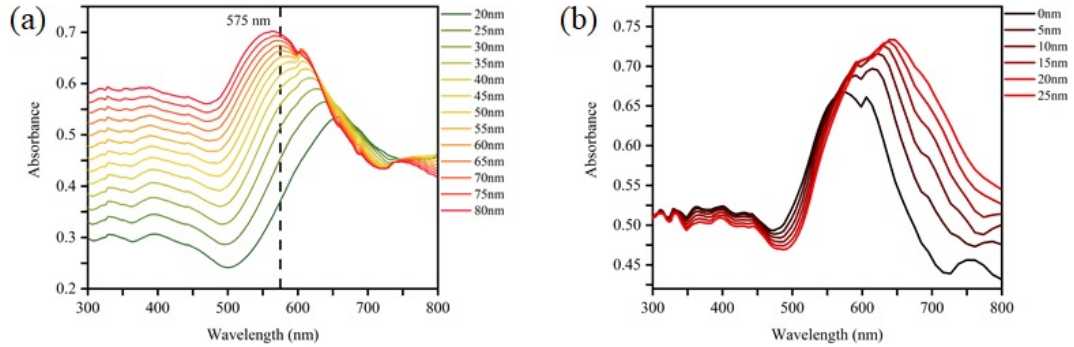 (a)
575 nm
0.7
0.6
0.5
0.4
0.3
0.2
Absorbance
300
400
500
600
700
800
Wavelength (nm)
20nm
25nm
30nm
35nm
40nm
45nm
50nm
55nm
60nm
65nm
70nm
75nm
80nm
(b)
0.75
0.70
0.65
0.60
0.55
0.50
0.45
Absorbance
300
400
500
600
700
800
Wavelength (nm)
0nm
5nm
10nm
15nm
20nm
25nm